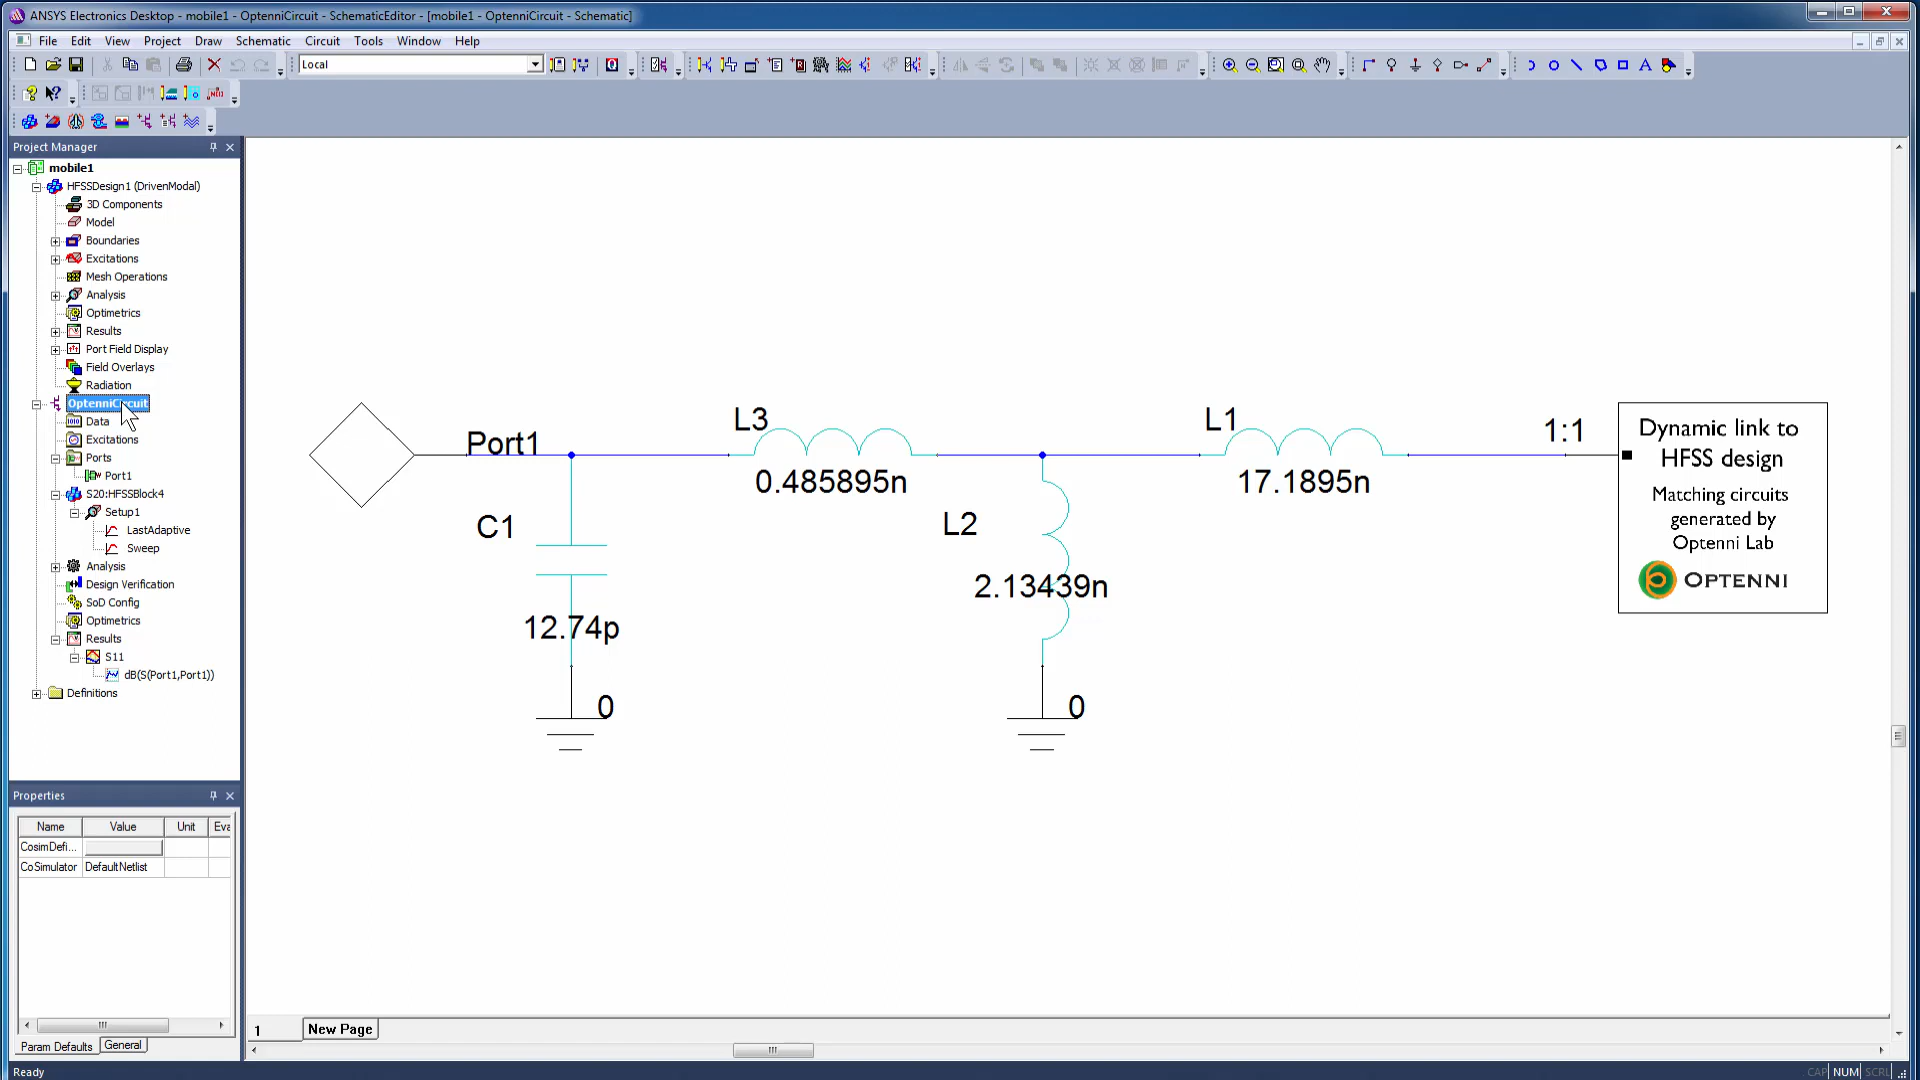 ANSYS Electronics Desktop - mobile1 - OptenniCircuit - SchematicEditor - [mobile1 - OptenniCircuit - Schematic]
File Edit View Project Draw Schematic Circuit Tools Window Help
Local
Project Manager
mobile1
HFSSDesign1 (DrivenModal)
3D Components
Model
Boundaries
Excitations
Mesh Operations
Analysis
Optimetrics
Results
Port Field Display
Field Overlays
Radiation
OptenniCircuit
Data
Excitations
Ports
Port1
S20:HFSSBlock4
Setup1
LastAdaptive
Sweep
Analysis
Design Verification
SoD Config
Optimetrics
Results
S11
dB(S(Port1,Port1))
Definitions
Properties
Name Value Unit Eva
CosimDefi...
CoSimulator DefaultNetlist
Param Defaults General
Port1
C1
12.74p
0
L3
0.485895n
L2
2.13439n
0
L1
17.1895n
1:1
Dynamic link to
HFSS design
Matching circuits
generated by
Optenni Lab
OPTENNI
1 New Page
Ready
CAP NUM SCRL